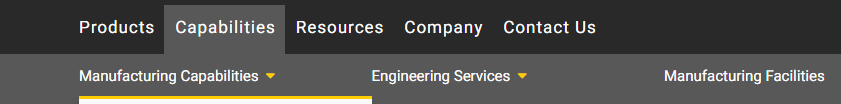 Products Capabilities Resources Company Contact Us
Manufacturing Capabilities Engineering Services Manufacturing Facilities